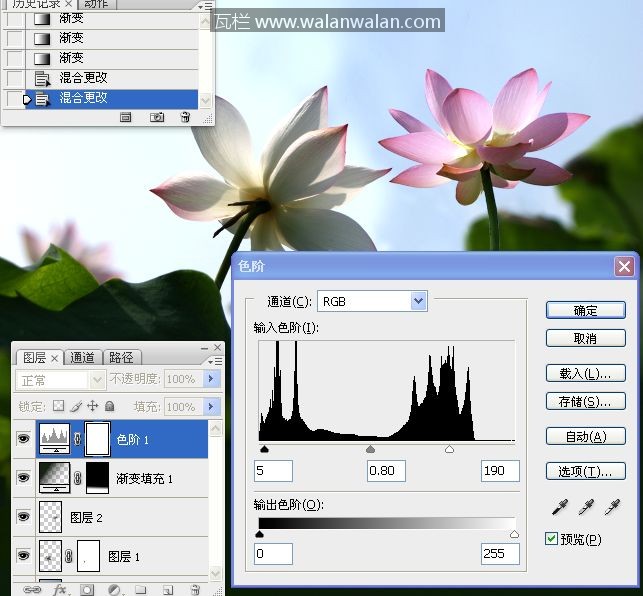 历史记录 × 动作
瓦栏 www.walanwalan.com
渐变
渐变
渐变
混合更改
混合更改
色阶
通道(C): RGB
输入色阶(I):
5 0.80 190
输出色阶(O):
0 255
确定
取消
载入(L)...
存储(S)...
自动(A)
选项(T)...
预览(P)
图层 × 通道 路径
正常 不透明度: 100%
锁定: 填充: 100%
色阶 1
渐变填充 1
图层 2
图层 1
fx